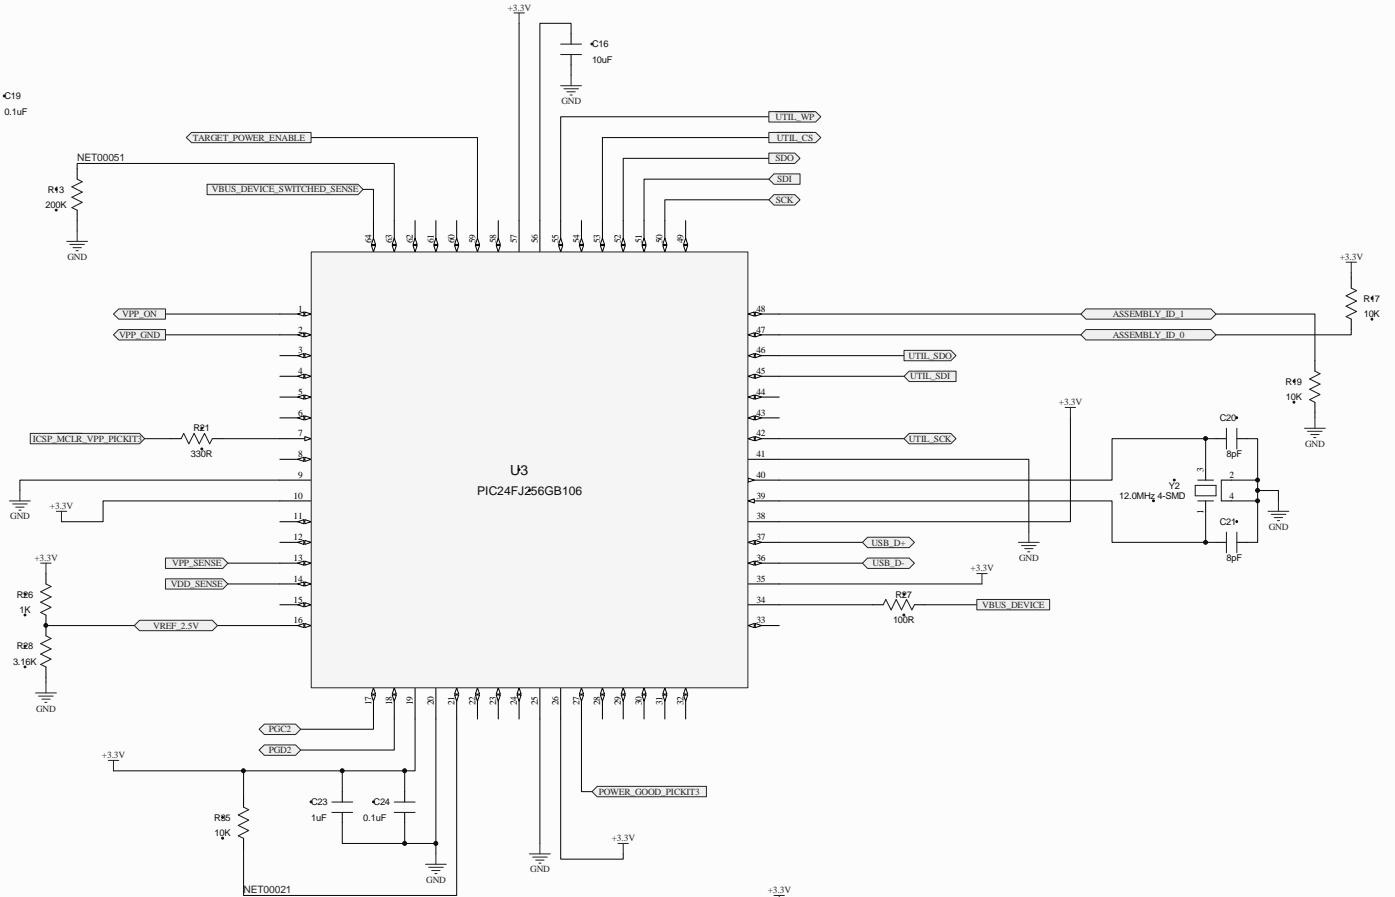 +3.3V
C16
10uF
GND
C19
0.1uF
UTIL_WP
TARGET_POWER_ENABLE
UTIL_CS
NET00051
SDO
R43
200K
VBUS_DEVICE_SWITCHED_SENSE
SDI
SCK
GND
64 63 62 61 60 59 58 57 56 55 54 53 52 51 50 49
+3.3V
VPP_ON 1
48 ASSEMBLY_ID_1
R47
10K
VPP_GND 2
47 ASSEMBLY_ID_0
3
46 UTIL_SDO
4
45 UTIL_SDI
5
44
R49
10K
6
43
+3.3V
C20
8pF
ICSP_MCLR_VPP_PICKIT3 R21 330R 7
42 UTIL_SCK
GND
8
41
9
40
U3
PIC24FJ256GB106
3
2
Y2
12.0MHz 4-SMD
4
1
GND
+3.3V
10
39
GND
11
38
C21
8pF
12
37 USB_D+
GND
+3.3V
VPP_SENSE 13
36 USB_D-
+3.3V
VDD_SENSE 14
35
R26
1K
15
34 R27 100R VBUS_DEVICE
VREF_2.5V 16
33
R28
3.16K
GND
17 18 19 20 21 22 23 24 25 26 27 28 29 30 31 32
PGC2
PGD2
+3.3V
POWER_GOOD_PICKIT3
C23
1uF
C24
0.1uF
R35
10K
+3.3V
GND
GND
NET00021
+3.3V